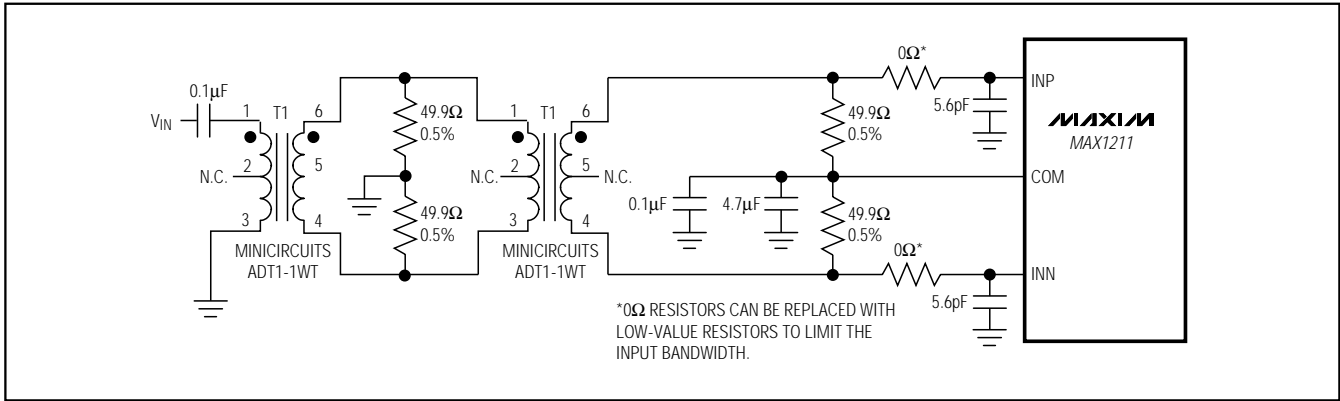 0.1μF
VIN
1
T1
6
2
N.C.
5
3
4
MINICIRCUITS
ADT1-1WT
49.9Ω
0.5%
49.9Ω
0.5%
1
T1
6
2
N.C.
5
N.C.
3
4
MINICIRCUITS
ADT1-1WT
0.1μF
4.7μF
49.9Ω
0.5%
49.9Ω
0.5%
0Ω*
5.6pF
0Ω*
5.6pF
*0Ω RESISTORS CAN BE REPLACED WITH
LOW-VALUE RESISTORS TO LIMIT THE
INPUT BANDWIDTH.
INP
MAXIM
MAX1211
COM
INN